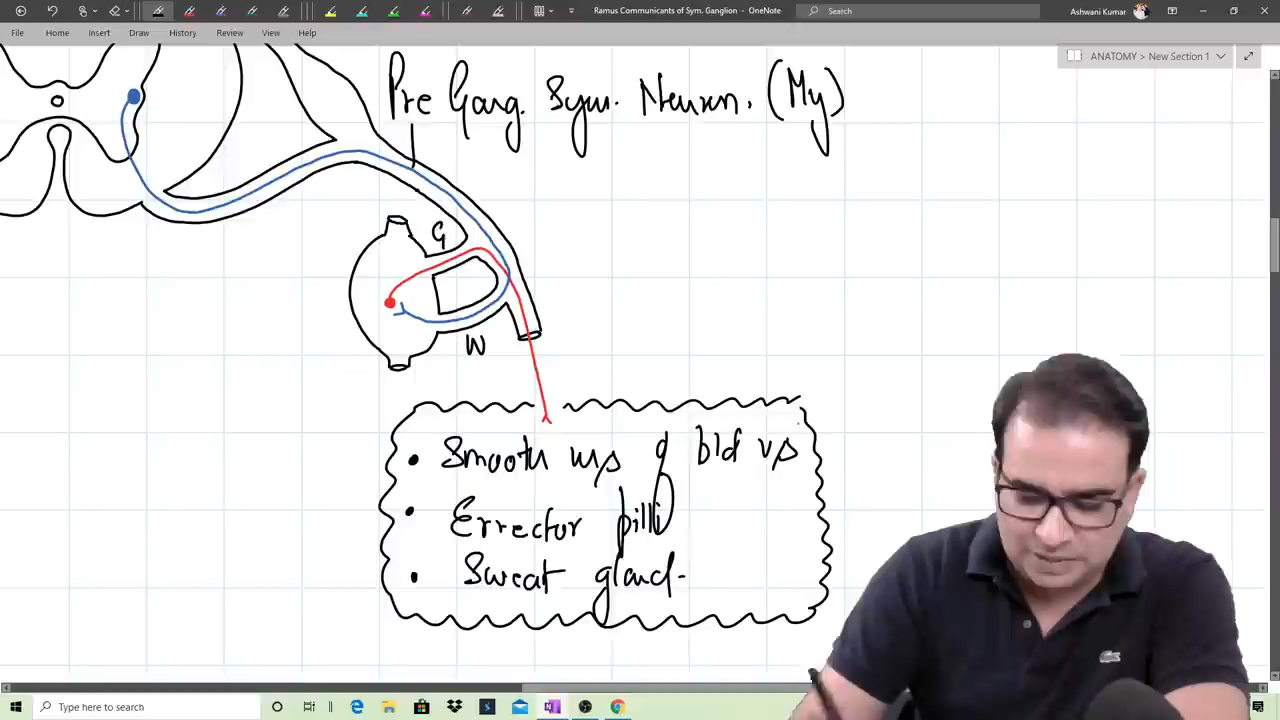 Ramus Communicants of Sym. Ganglion - OneNote
Search
Ashwani Kumar
File Home Insert Draw History Review View Help
ANATOMY > New Section 1
Pre Gang. Sym. Neuron. (My)
G
W
• Smooth m/s of bld v/s
• Errector pilli
• Sweat gland-
Type here to search